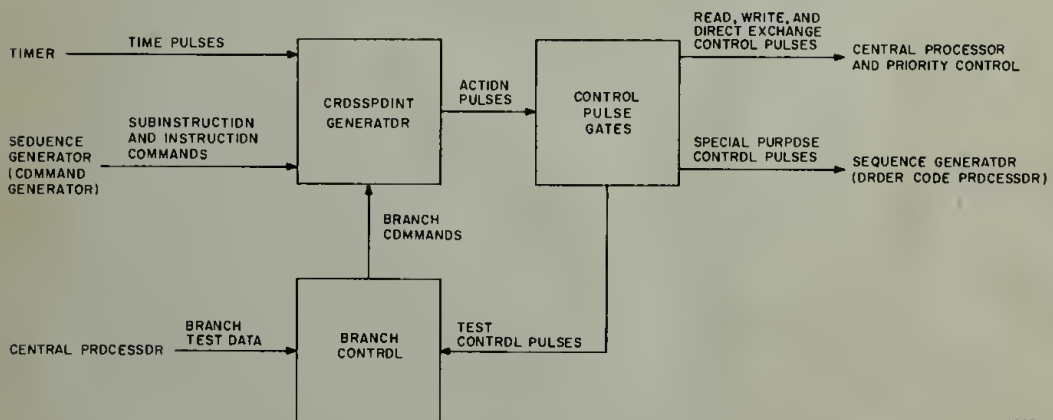 TIMER
TIME PULSES
SEQUENCE
GENERATOR
(COMMAND
GENERATOR)
SUBINSTRUCTION
AND INSTRUCTION
COMMANDS
CROSSPOINT
GENERATOR
ACTION
PULSES
CONTROL
PULSE
GATES
READ, WRITE, AND
DIRECT EXCHANGE
CONTROL PULSES
CENTRAL PROCESSOR
AND PRIORITY CONTROL
SPECIAL PURPOSE
CONTROL PULSES
SEQUENCE GENERATOR
(ORDER CODE PROCESSOR)
BRANCH
COMMANDS
CENTRAL PROCESSOR
BRANCH
TEST DATA
BRANCH
CONTROL
TEST
CONTROL PULSES